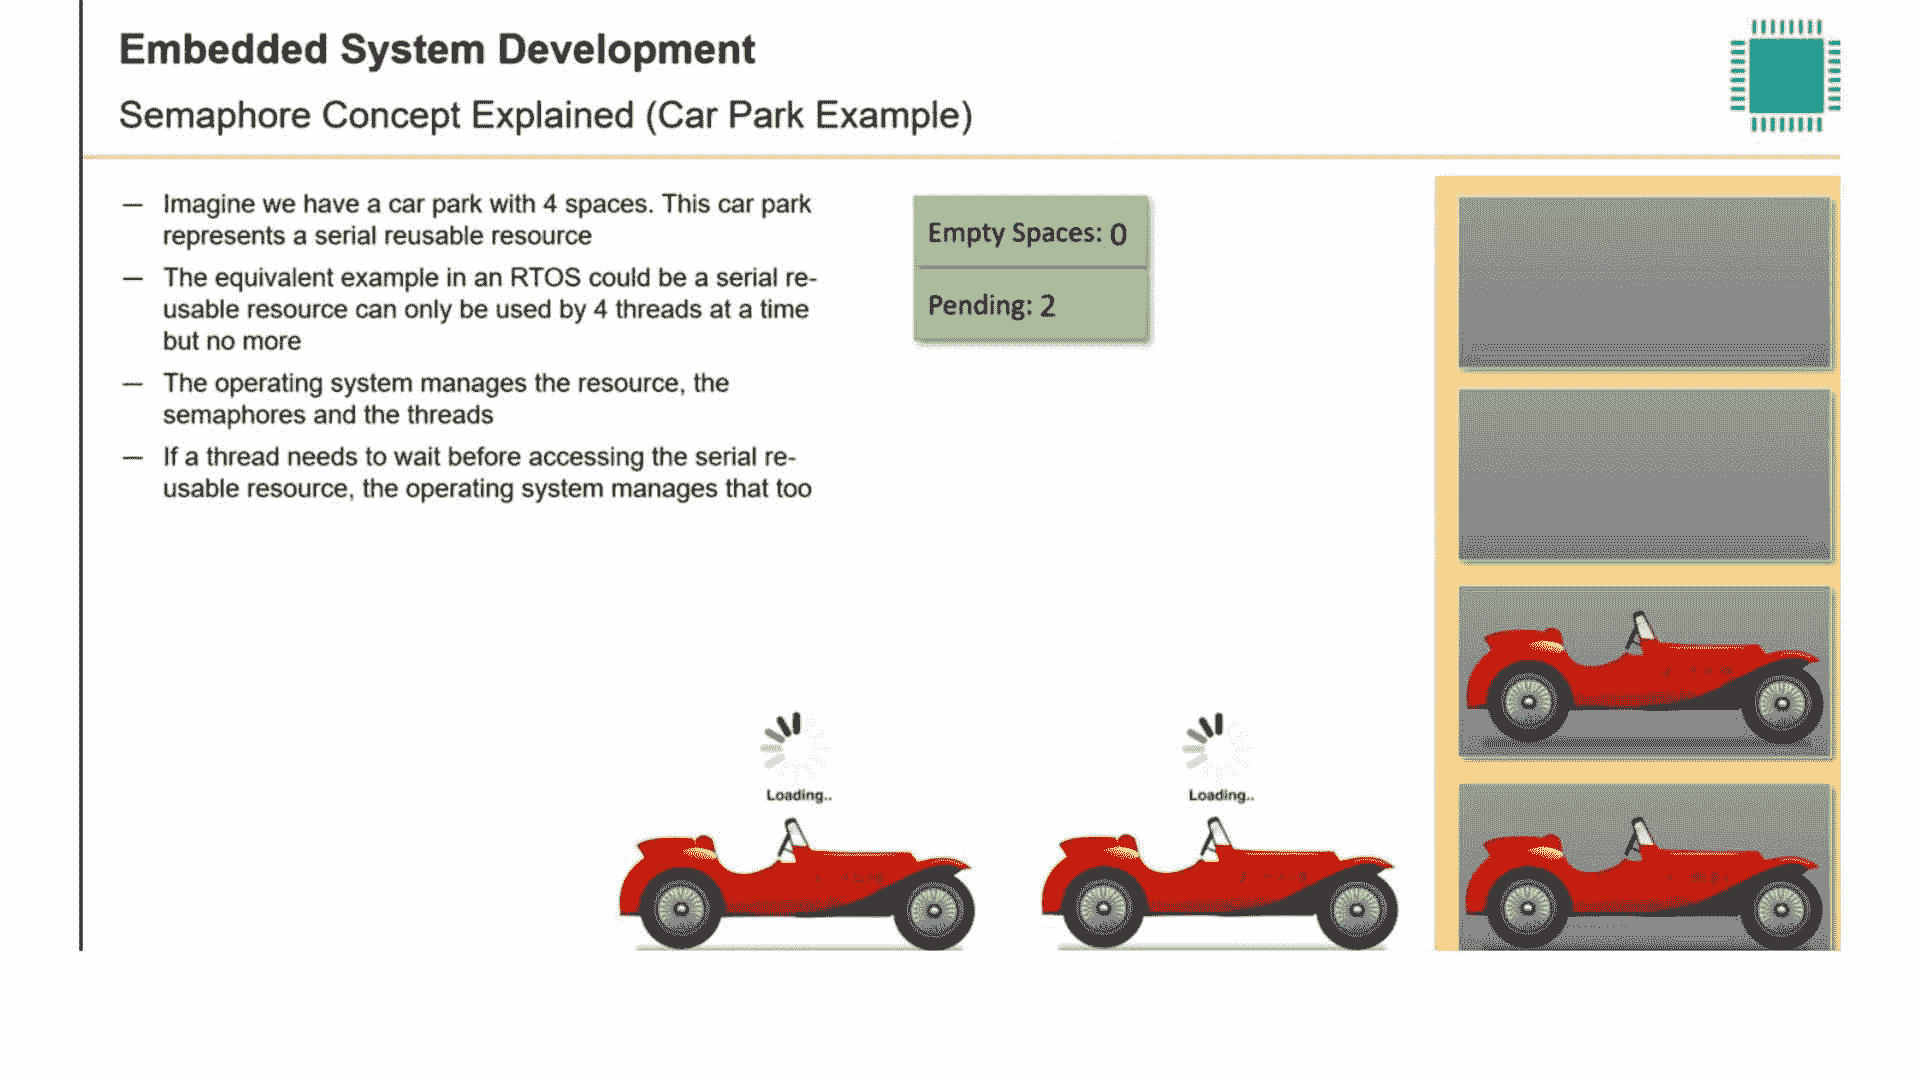 Embedded System Development
Semaphore Concept Explained (Car Park Example)
— Imagine we have a car park with 4 spaces. This car park
represents a serial reusable resource
— The equivalent example in an RTOS could be a serial re-
usable resource can only be used by 4 threads at a time
but no more
— The operating system manages the resource, the
semaphores and the threads
— If a thread needs to wait before accessing the serial re-
usable resource, the operating system manages that too
Empty Spaces: 0
Pending: 2
Loading..
Loading..